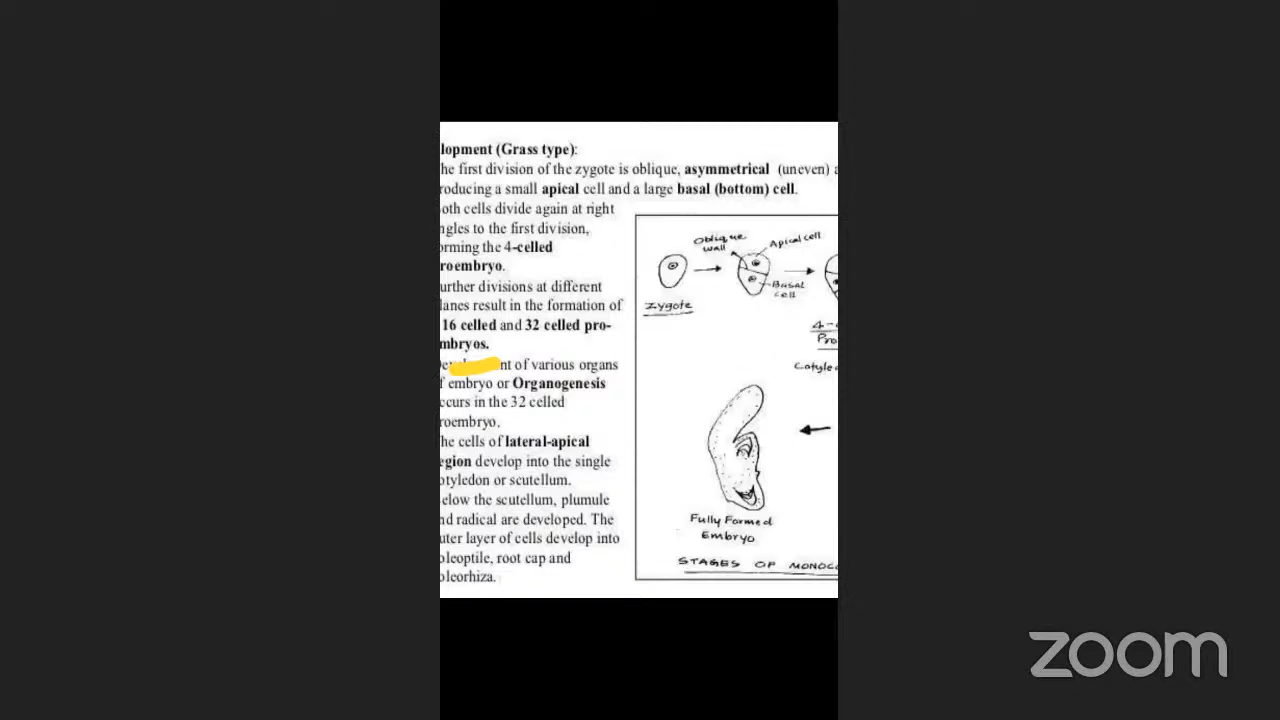 lopment (Grass type):
he first division of the zygote is oblique, asymmetrical (uneven) a
roducing a small apical cell and a large basal (bottom) cell.
oth cells divide again at right
ngles to the first division,
orming the 4-celled
roembryo.
urther divisions at different
lanes result in the formation of
16 celled and 32 celled pro-
mbryos.
nt of various organs
f embryo or Organogenesis
ccurs in the 32 celled
roembryo.
he cells of lateral-apical
egion develop into the single
otyledon or scutellum.
elow the scutellum, plumule
nd radical are developed. The
uter layer of cells develop into
oleoptile, root cap and
oleorhiza.
Oblique wall
Apical cell
Basal cell
Zygote
4-
Pro
Cotyle
Fully Formed
Embryo
STAGES OF MONOC
zoom